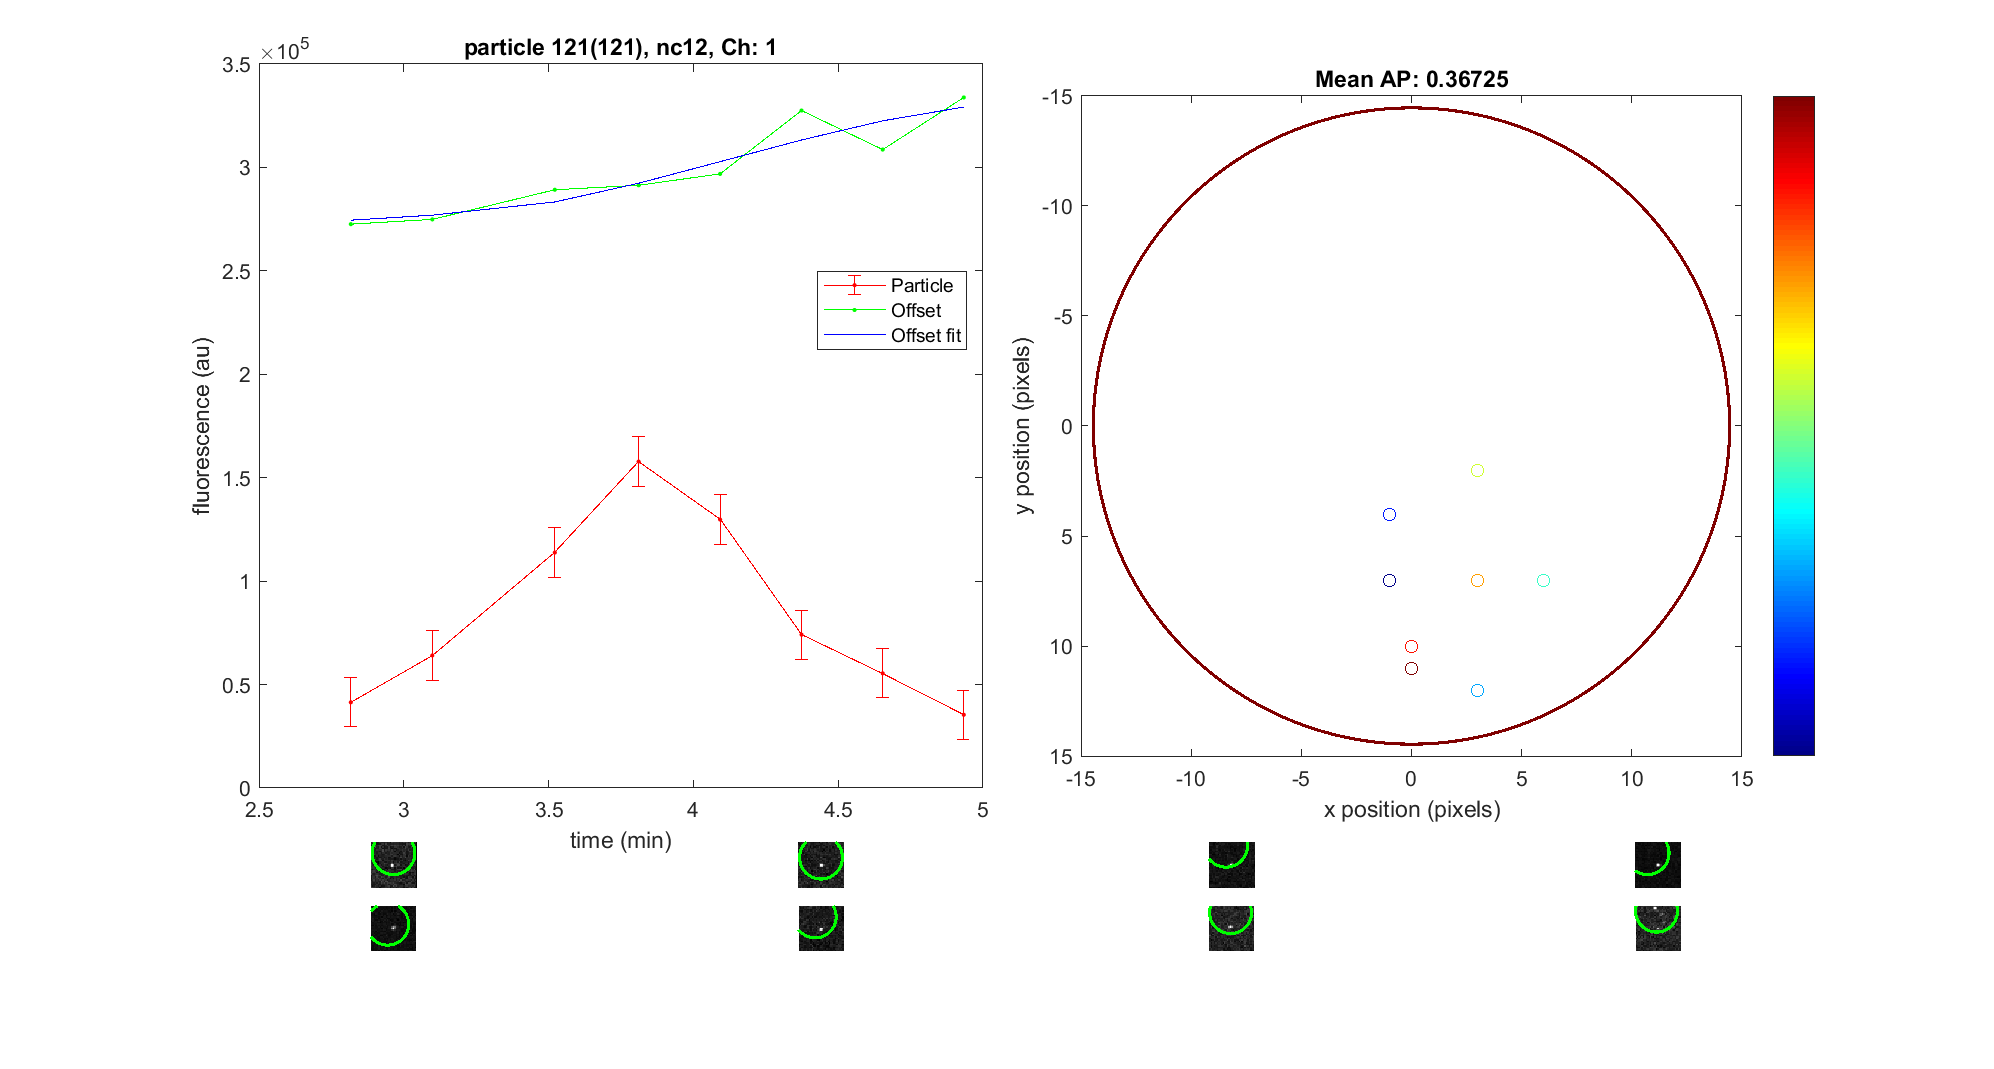 particle 121(121), nc12, Ch: 1
×10^5
3.5
3
2.5
2
1.5
1
0.5
0
2.5 3 3.5 4 4.5 5
time (min)
fluorescence (au)
Particle
Offset
Offset fit
Mean AP: 0.36725
-15
-10
-5
0
5
10
15
-15 -10 -5 0 5 10 15
x position (pixels)
y position (pixels)